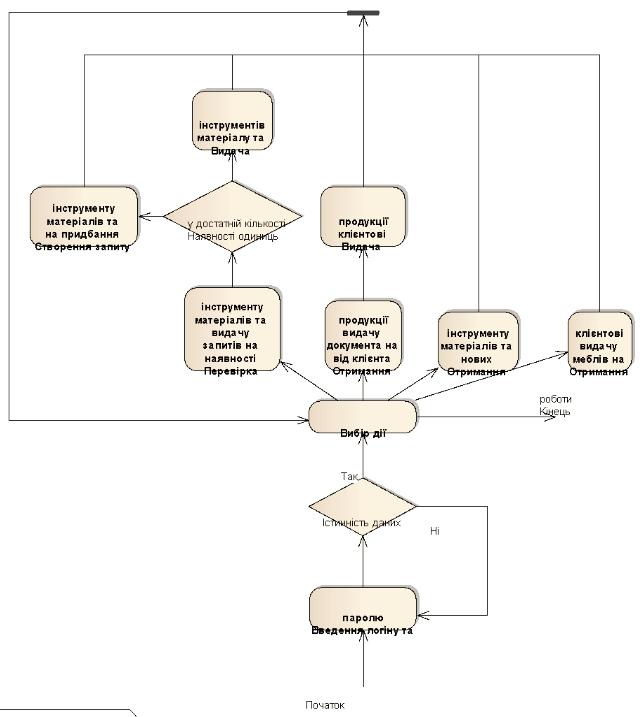 інструментів
матеріалу та
Видача
інструменту
матеріалів та
на придбання
Створення запиту
у достатній кількості
Наявності одиниць
продукції
клієнтові
Видача
інструменту
матеріалів та
видачу
запитів на
наявності
Перевірка
продукції
видачу
документа на
від клієнта
Отримання
інструменту
матеріалів та
нових
Отримання
клієнтові
видачу
меблів на
Отримання
роботи
Кінець
Вибір дії
Так
Істинність даних
Ні
паролю
Введення логіну та
Початок